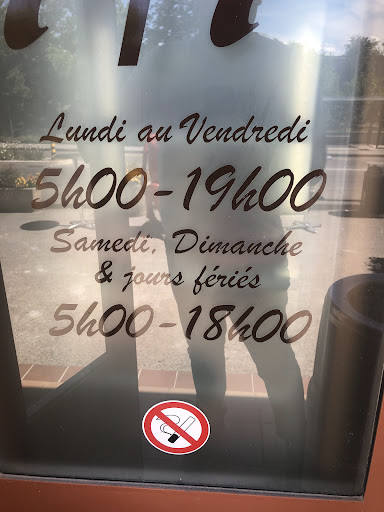 Lundi au Vendredi
5h00-19h00
Samedi, Dimanche
& jours fériés
5h00-18h00